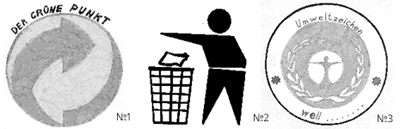 DER GRÜNE PUNKT
№1
№2
Umweltzeichen
weil ........
№3